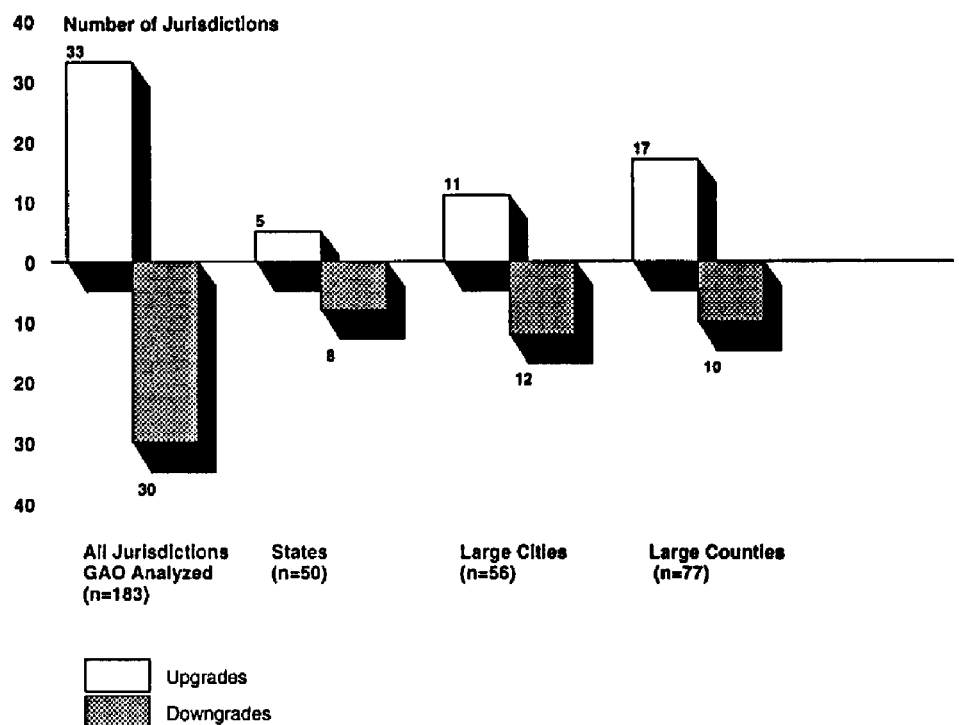 40
Number of Jurisdictions
33
30
20
17
11
10
5
0
10
8
10
12
20
30
30
40
All Jurisdictions
GAO Analyzed
(n=183)
States
(n=50)
Large Cities
(n=56)
Large Counties
(n=77)
Upgrades
Downgrades